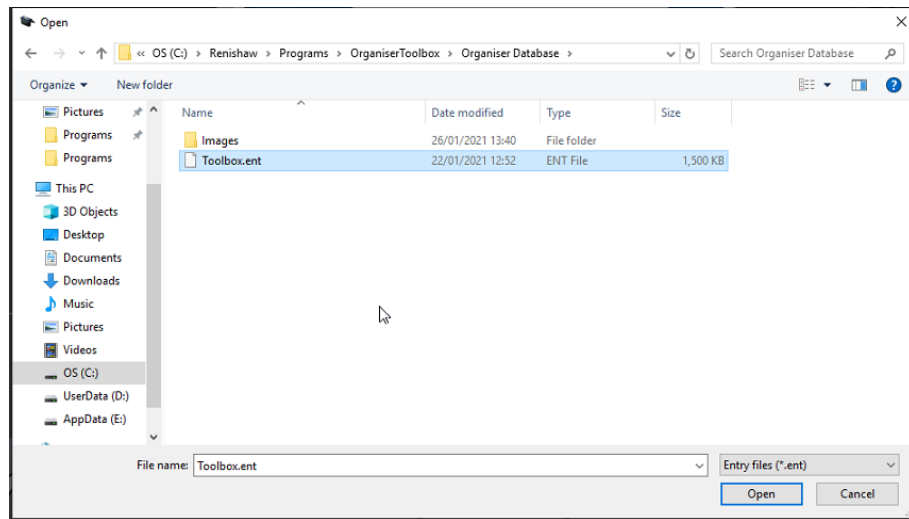 Open
« OS (C:) > Renishaw > Programs > OrganiserToolbox > Organiser Database >
Search Organiser Database
Organize
New folder
Name Date modified Type Size
Images 26/01/2021 13:40 File folder
Toolbox.ent 22/01/2021 12:52 ENT File 1,500 KB
Pictures
Programs
Programs
This PC
3D Objects
Desktop
Documents
Downloads
Music
Pictures
Videos
OS (C:)
UserData (D:)
AppData (E:)
File name: Toolbox.ent
Entry files (*.ent)
Open Cancel